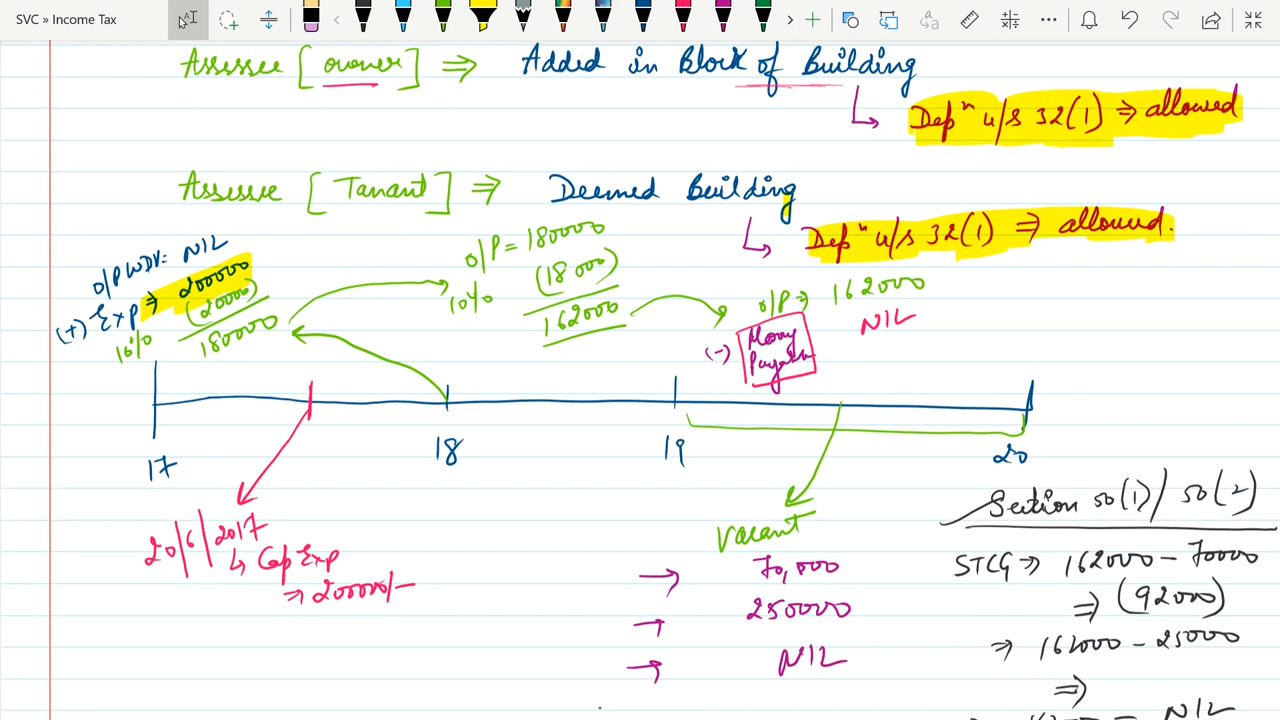 SVC » Income Tax
Assessee [owner] ⇒ Added in Block of Building
Depⁿ u/s 32(1) ⇒ allowed
Assessee [Tanant] ⇒ Deemed Building
Depⁿ u/s 32(1) ⇒ allowed.
O/P WDV: NIL
(+) Exp ⇒ 200000
10% (20000)
180000
O/P = 180000
10% (18000)
162000
O/P ⇒ 162000
(-) Money Payable NIL
17 18 19 20
20/6/2017
↳ Cap Exp
⇒ 200000/-
Vacant
→ 70,000
→ 250000
→ NIL
Section 50(1)/50(2)
STCG ⇒ 162000 - 70000
⇒ (92000)
⇒ 162000 - 25000
⇒
NIL